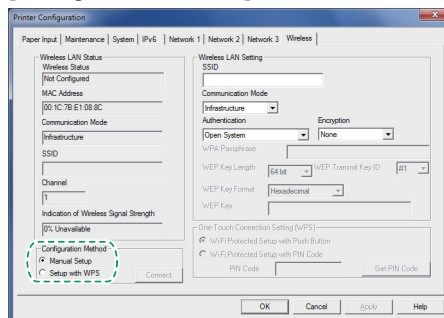 Printer Configuration
Paper Input
Maintenance
System
IPv6
Network 1
Network 2
Network 3
Wireless
Wireless LAN Status
Wireless Status
Not Configured
MAC Address
00:1C:7B:E1:08:8C
Communication Mode
Infrastructure
SSID
Channel
1
Indication of Wireless Signal Strength
0% Unavailable
Configuration Method
Manual Setup
Setup with WPS
Connect
Wireless LAN Setting
SSID
Communication Mode
Infrastructure
Authentication
Encryption
Open System
None
WPA Passphrase
WEP Key Length
64 bit
WEP Transmit Key ID
#1
WEP Key Format
Hexadecimal
WEP Key
One-Touch Connection Setting (WPS)
Wi-Fi Protected Setup with Push Button
Wi-Fi Protected Setup with PIN Code
PIN Code
Get PIN Code
OK
Cancel
Apply
Help